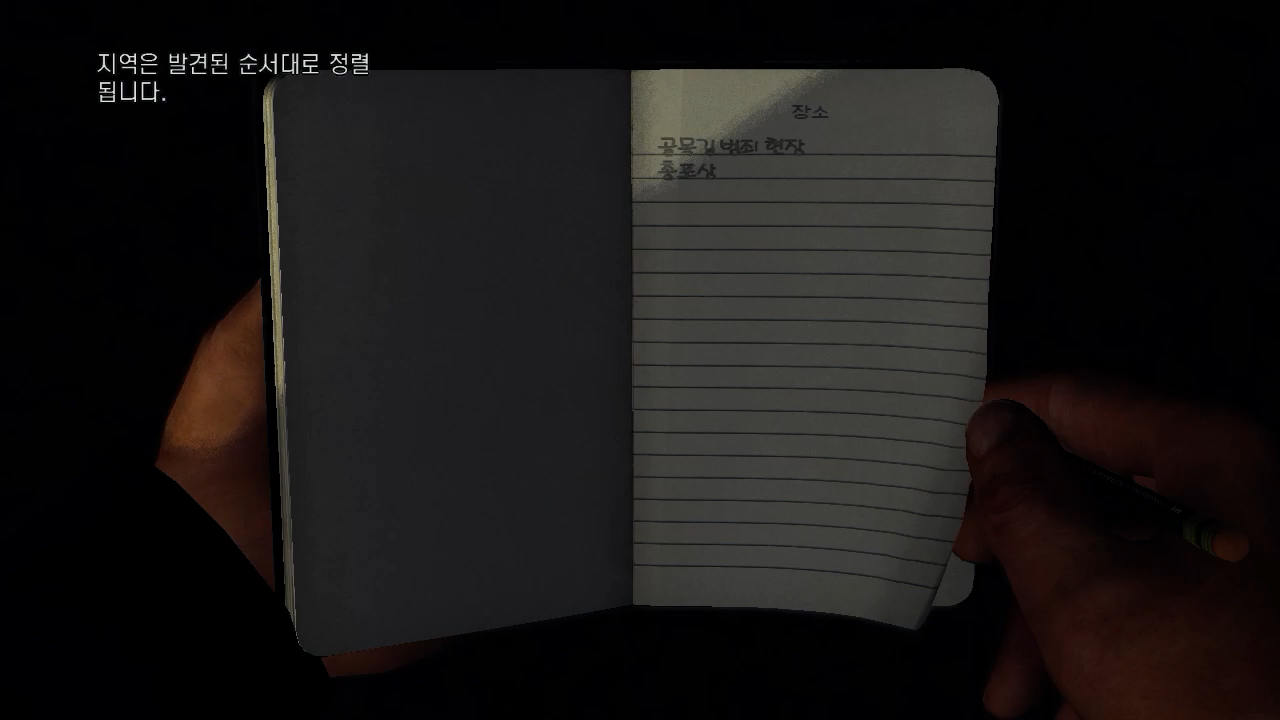 지역은 발견된 순서대로 정렬
됩니다.
장소
골목길 범죄 현장
총포상